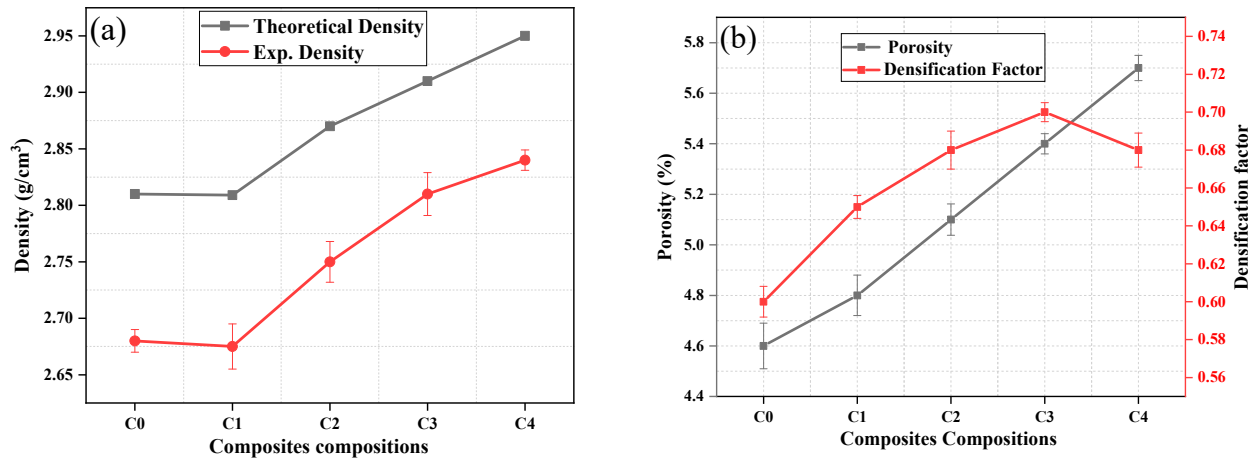 (a)
Theoretical Density
Exp. Density
2.95
2.90
2.85
2.80
2.75
2.70
2.65
Density (g/cm³)
C0 C1 C2 C3 C4
Composites compositions
(b)
Porosity
Densification Factor
5.8
5.6
5.4
5.2
5.0
4.8
4.6
4.4
Porosity (%)
0.74
0.72
0.70
0.68
0.66
0.64
0.62
0.60
0.58
0.56
Densification factor
C0 C1 C2 C3 C4
Composites Compositions